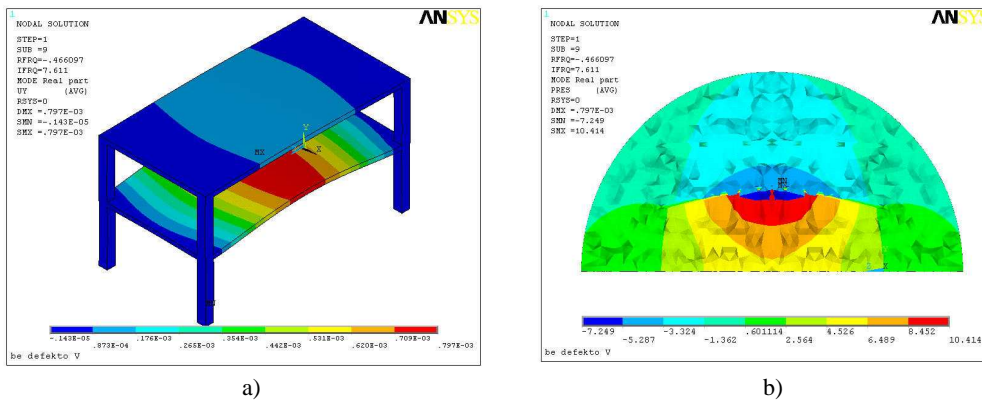 1
ANSYS
NODAL SOLUTION
STEP=1
SUB =9
RFRQ=-.466097
IFRQ=7.611
MODE Real part
UY (AVG)
RSYS=0
DMX =.797E-03
SMN =-.143E-05
SMX =.797E-03
Y
MX X
MN
-.143E-05 .176E-03 .354E-03 .531E-03 .709E-03
.873E-04 .265E-03 .442E-03 .620E-03 .797E-03
be defekto V
a)
1
ANSYS
NODAL SOLUTION
STEP=1
SUB =9
RFRQ=-.466097
IFRQ=7.611
MODE Real part
PRES (AVG)
RSYS=0
DMX =.797E-03
SMN =-7.249
SMX =10.414
X
-7.249 -3.324 .601114 4.526 8.452
-5.287 -1.362 2.564 6.489 10.414
be defekto V
b)